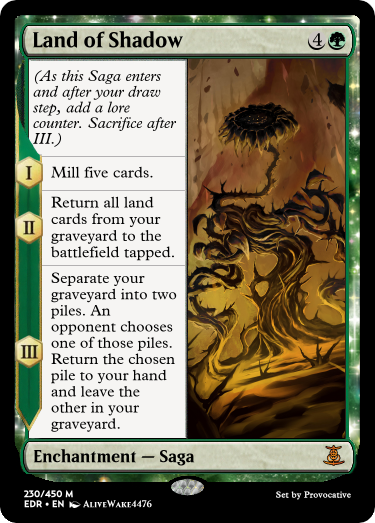 Land of Shadow 4
(As this Saga enters
and after your draw
step, add a lore
counter. Sacrifice after
III.)
I Mill five cards.
Return all land
cards from your
II graveyard to the
battlefield tapped.
Separate your
graveyard into two
piles. An
opponent chooses
III one of those piles.
Return the chosen
pile to your hand
and leave the
other in your
graveyard.
Enchantment — Saga
230/450 M
EDR • EN AliveWake4476
Set by Provocative